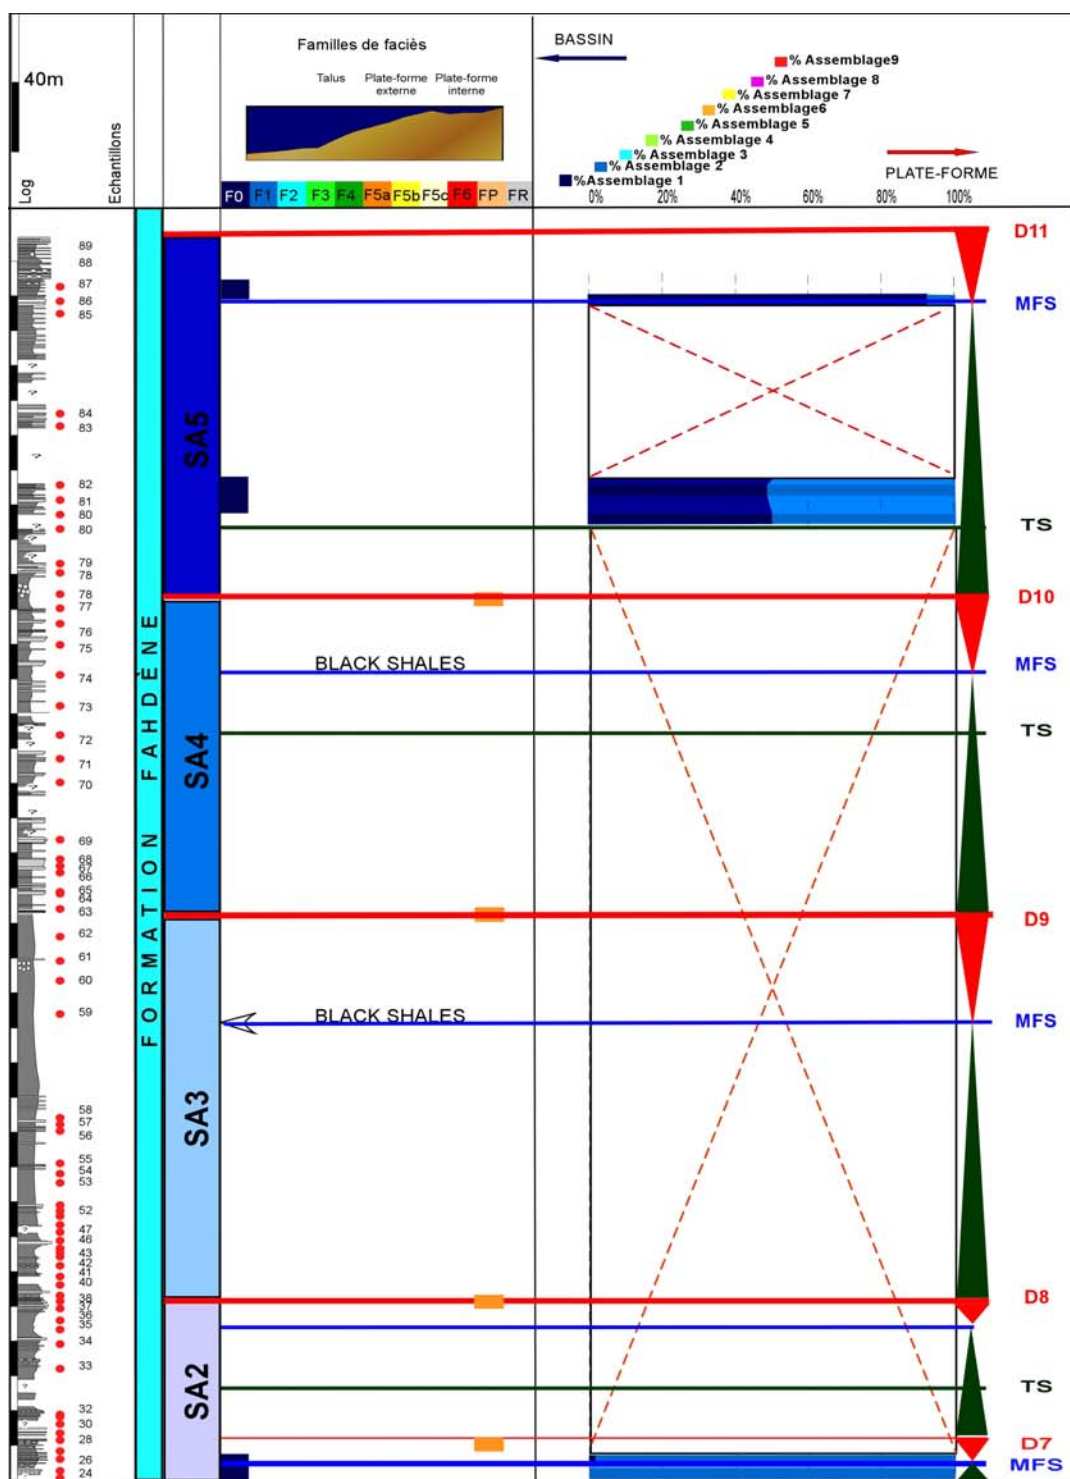 40m
Log
Echantillons
Familles de faciès
Talus
Plate-forme externe
Plate-forme interne
F0 F1 F2 F3 F4 F5a F5b F5c F6 FP FR
BASSIN
% Assemblage9
% Assemblage 8
% Assemblage 7
% Assemblage6
% Assemblage 5
% Assemblage 4
% Assemblage 3
% Assemblage 2
%Assemblage 1
PLATE-FORME
0% 20% 40% 60% 80% 100%
FORMATION FAHDÈNE
89
88
87
86
85
84
83
82
81
80
80
79
78
78
77
76
75
74
73
72
71
70
69
68
67
66
65
64
63
62
61
60
59
58
57
56
55
54
53
52
47
46
43
42
41
40
38
37
36
35
34
33
32
30
28
26
24
SA5
SA4
SA3
SA2
BLACK SHALES
BLACK SHALES
D11
MFS
TS
D10
MFS
TS
D9
MFS
D8
TS
D7
MFS